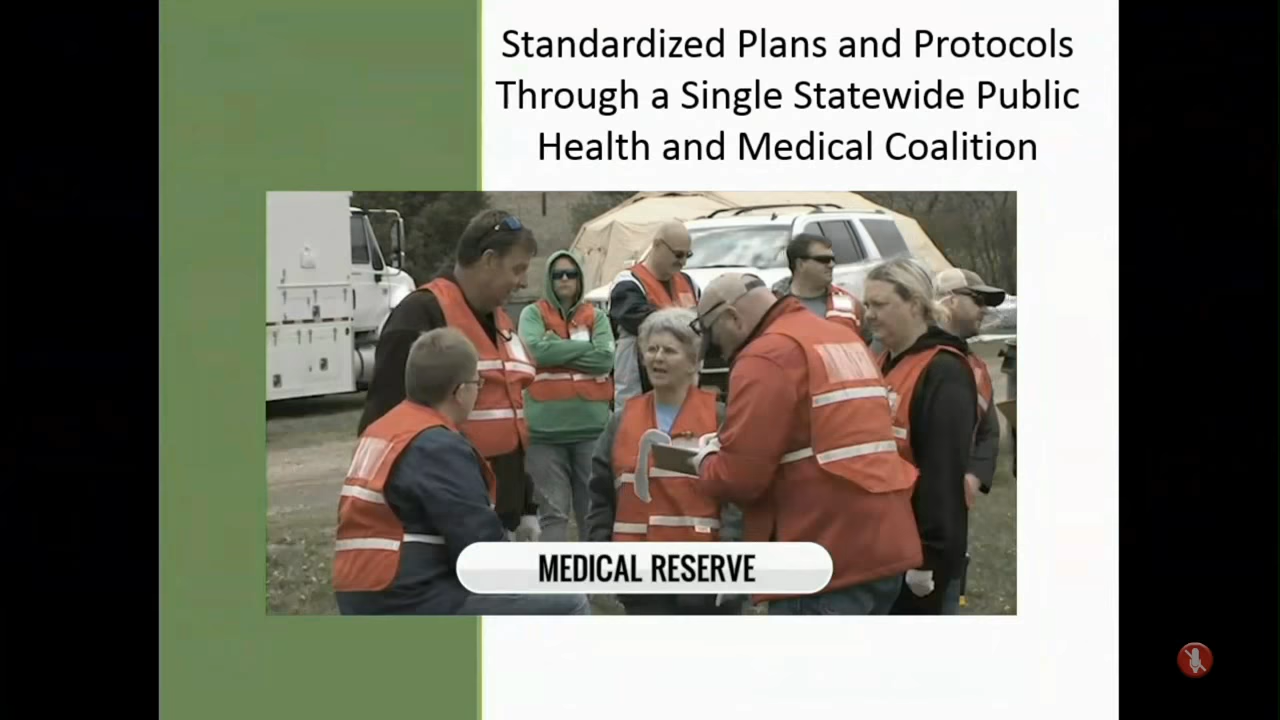 Standardized Plans and Protocols
Through a Single Statewide Public
Health and Medical Coalition
MEDICAL RESERVE